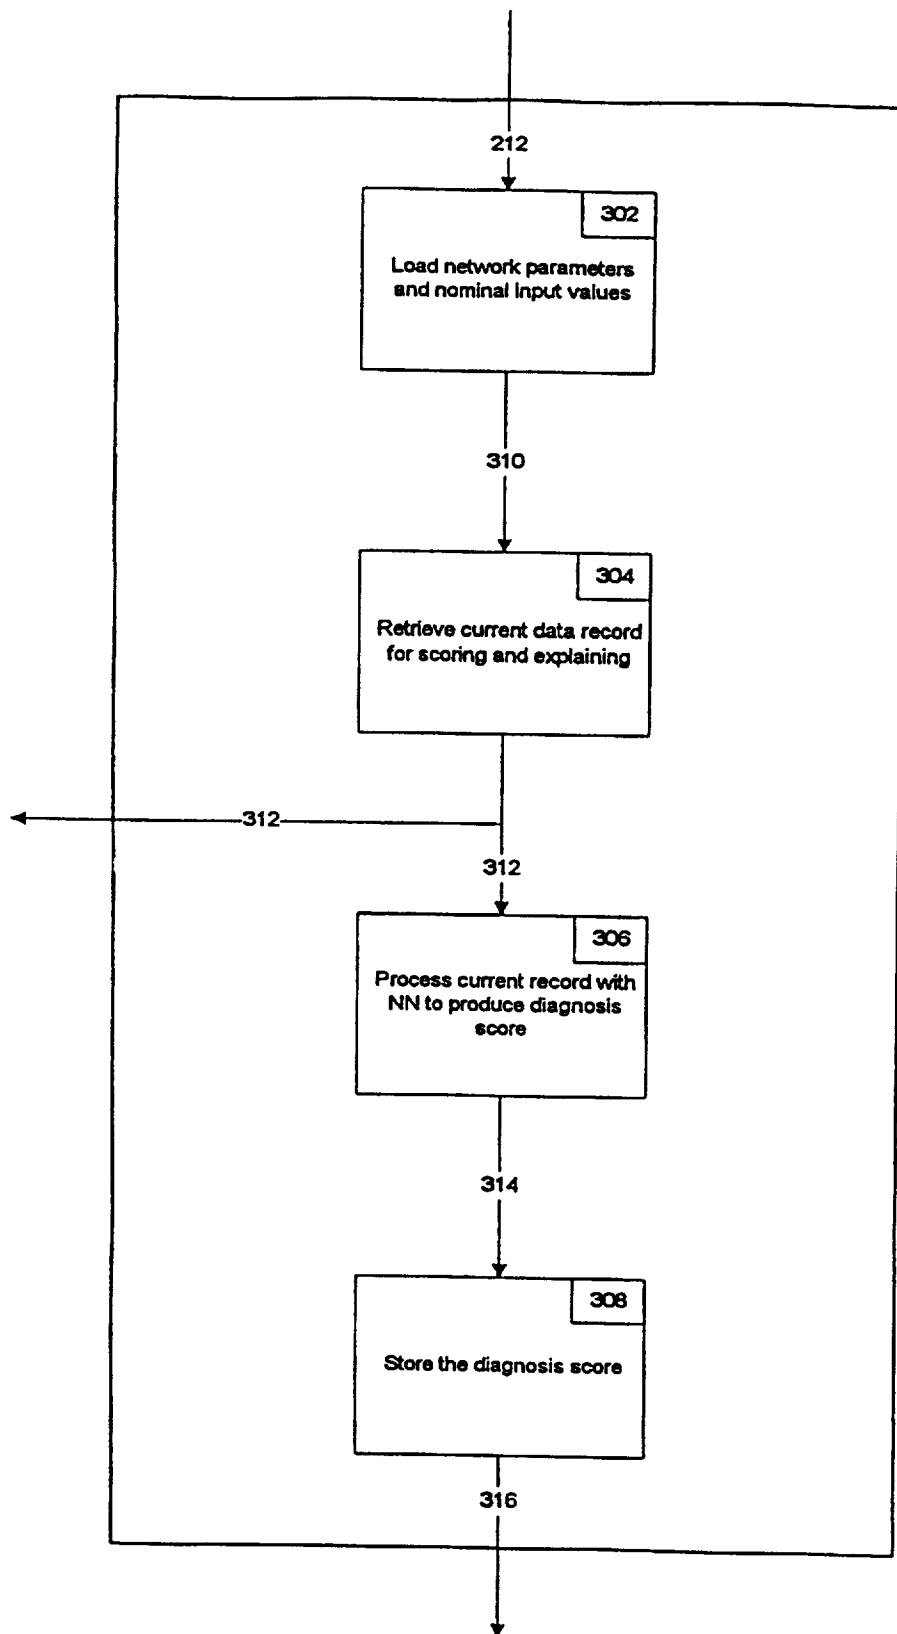 212
302
Load network parameters
and nominal input values
310
304
Retrieve current data record
for scoring and explaining
312
312
306
Process current record with
NN to produce diagnosis
score
314
308
Store the diagnosis score
316